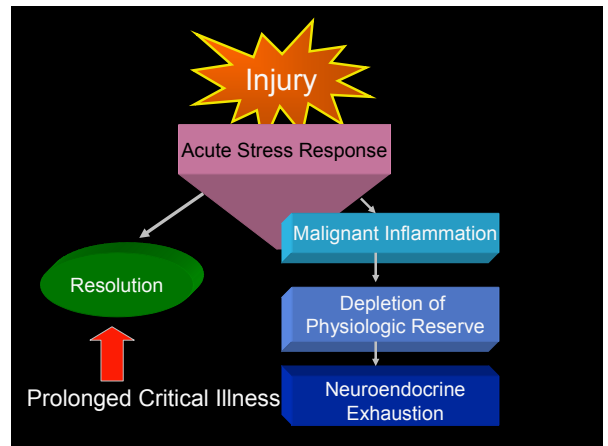 Injury
Acute Stress Response
Malignant Inflammation
Resolution
Depletion of
Physiologic Reserve
Prolonged Critical Illness
Neuroendocrine
Exhaustion